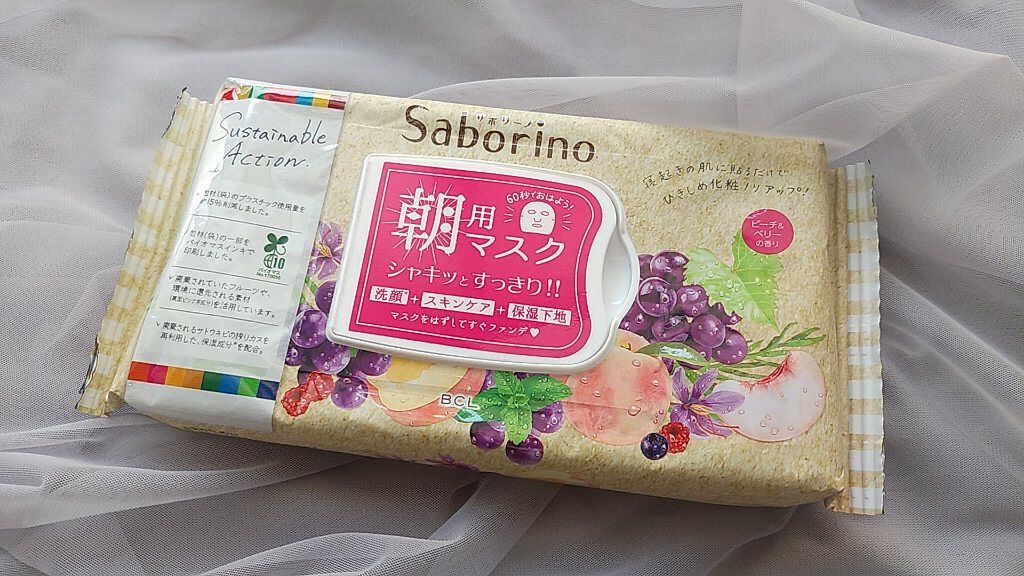 Sustainable
Action.
包材(袋)のプラスチック使用量を
約15%削減しました。
包材(袋)の一部を
バイオマスインキで
印刷しました。
バイオマス
No.170056
廃棄されていたフルーツや、
環境に還元される素材
を活用しています。
廃棄されるサトウキビの搾りカスを
再利用した、保湿成分*を配合。
サボリーノ
Saborino
60秒でおはよう!
朝用
マスク
シャキッとすっきり!!
洗顔+スキンケア+保湿下地
マスクをはずしてすぐファンデ♥
寝起きの肌に貼るだけで
ひきしめ化粧ノリアップ!
ピーチ&
ベリー
の香り
BCL